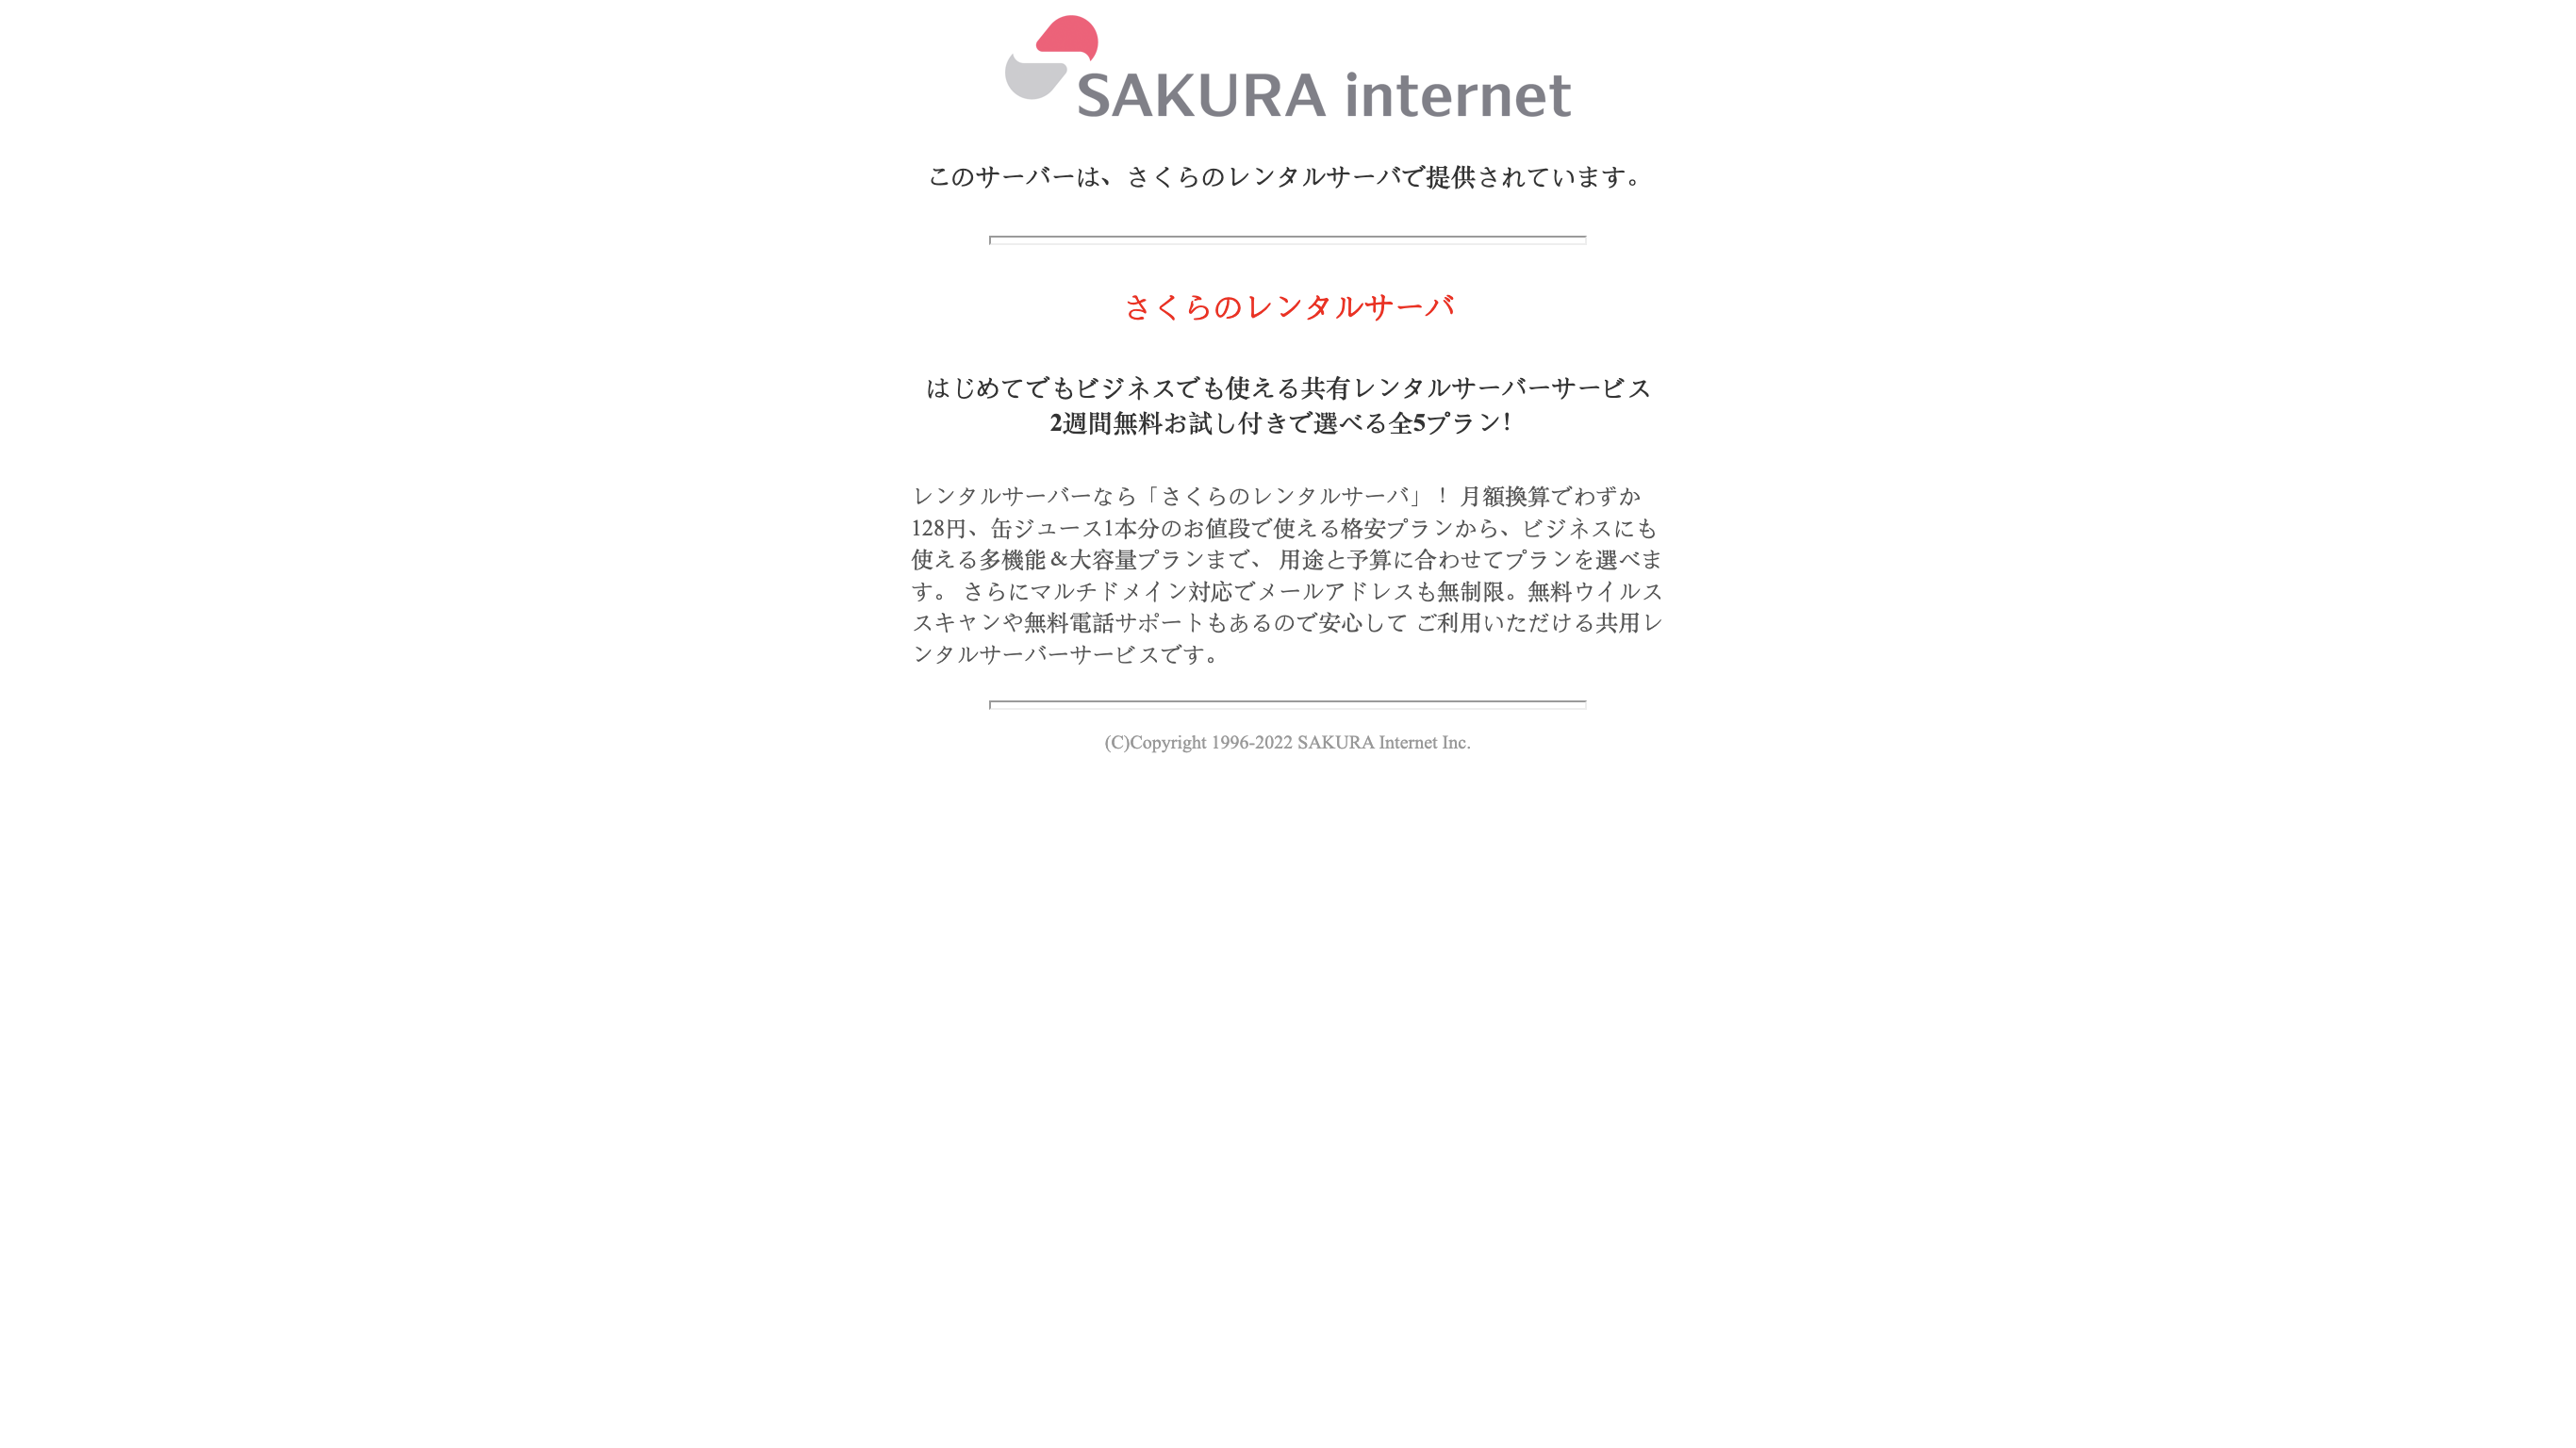 SAKURA internet
このサーバーは、さくらのレンタルサーバで提供されています。
さくらのレンタルサーバ
はじめてでもビジネスでも使える共有レンタルサーバーサービス
2週間無料お試し付きで選べる全5プラン!
レンタルサーバーなら「さくらのレンタルサーバ」！ 月額換算でわずか
128円、缶ジュース1本分のお値段で使える格安プランから、ビジネスにも
使える多機能＆大容量プランまで、 用途と予算に合わせてプランを選べま
す。 さらにマルチドメイン対応でメールアドレスも無制限。無料ウイルス
スキャンや無料電話サポートもあるので安心して ご利用いただける共用レ
ンタルサーバーサービスです。
(C)Copyright 1996-2022 SAKURA Internet Inc.